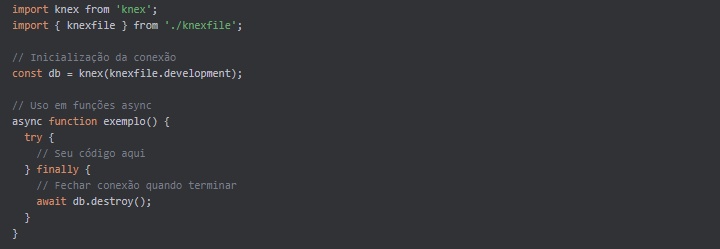 import knex from 'knex';
import { knexfile } from './knexfile';
// Inicialização da conexão
const db = knex(knexfile.development);
// Uso em funções async
async function exemplo() {
try {
// Seu código aqui
} finally {
// Fechar conexão quando terminar
await db.destroy();
}
}